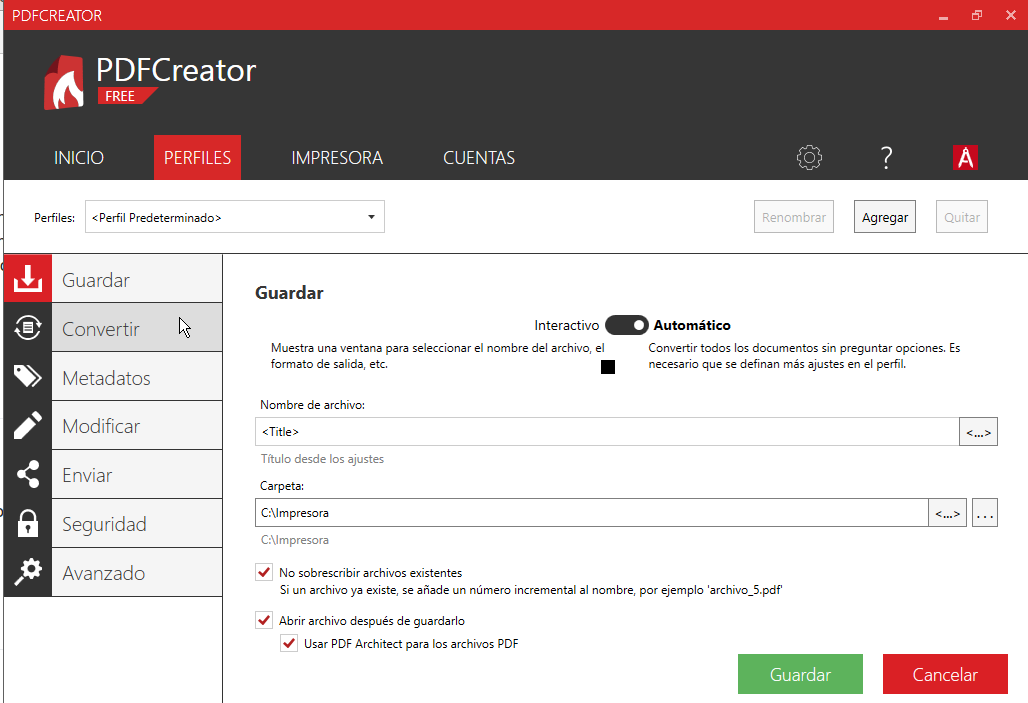 PDFCREATOR
PDFCreator
FREE
INICIO
PERFILES
IMPRESORA
CUENTAS
?
Perfiles:
<Perfil Predeterminado>
Renombrar
Agregar
Quitar
Guardar
Convertir
Metadatos
Modificar
Enviar
Seguridad
Avanzado
Guardar
Interactivo
Automático
Muestra una ventana para seleccionar el nombre del archivo, el
formato de salida, etc.
Convertir todos los documentos sin preguntar opciones. Es
necesario que se definan más ajustes en el perfil.
Nombre de archivo:
<Title>
<...>
Título desde los ajustes
Carpeta:
C:\Impresora
<...>
...
C:\Impresora
No sobrescribir archivos existentes
Si un archivo ya existe, se añade un número incremental al nombre, por ejemplo 'archivo_5.pdf'
Abrir archivo después de guardarlo
Usar PDF Architect para los archivos PDF
Guardar
Cancelar